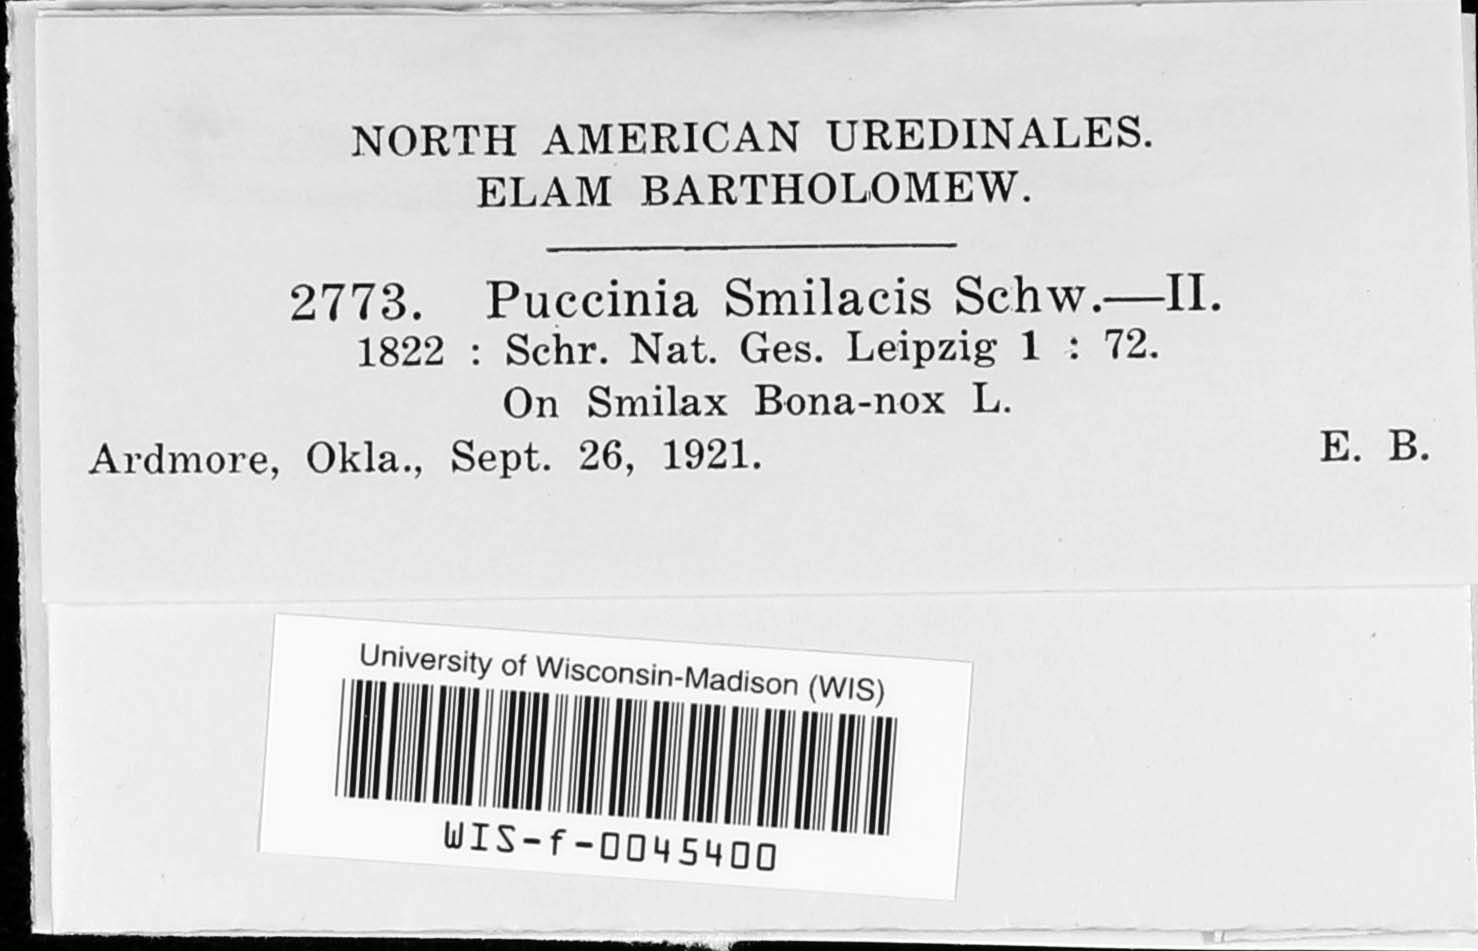 NORTH AMERICAN UREDINALES.
ELAM BARTHOLOMEW.
2773. Puccinia Smilacis Schw.—II.
1822 : Schr. Nat. Ges. Leipzig 1 : 72.
On Smilax Bona-nox L.
Ardmore, Okla., Sept. 26, 1921. E. B.
University of Wisconsin-Madison (WIS)
WIS-f-0045400